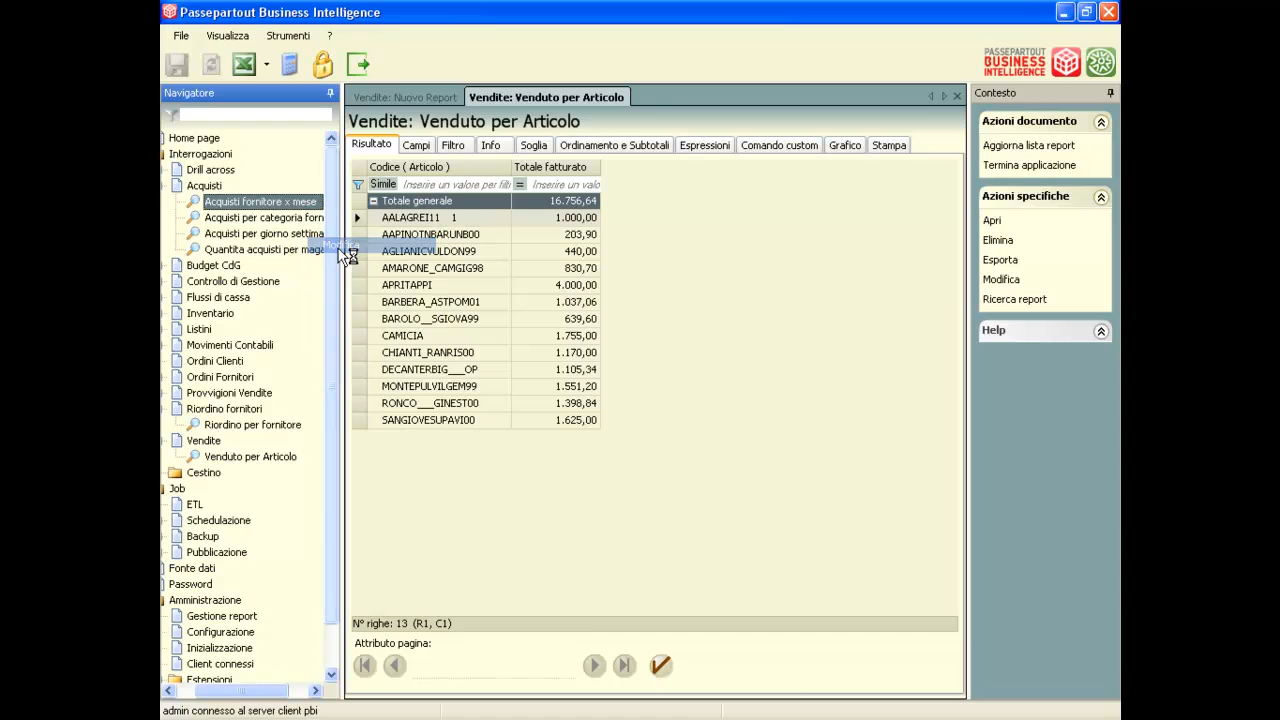 Passepartout Business Intelligence
File Visualizza Strumenti ?
PASSEPARTOUT
BUSINESS
INTELLIGENCE
Navigatore
Home page
Interrogazioni
Drill across
Acquisti
Acquisti fornitore x mese
Acquisti per categoria forn
Acquisti per giorno settima
Quantita acquisti per maga
Modifica
Budget CdG
Controllo di Gestione
Flussi di cassa
Inventario
Listini
Movimenti Contabili
Ordini Clienti
Ordini Fornitori
Provvigioni Vendite
Riordino fornitori
Riordino per fornitore
Vendite
Venduto per Articolo
Cestino
Job
ETL
Schedulazione
Backup
Pubblicazione
Fonte dati
Password
Amministrazione
Gestione report
Configurazione
Inizializzazione
Client connessi
Estensioni
Vendite: Nuovo Report Vendite: Venduto per Articolo
Vendite: Venduto per Articolo
Risultato Campi Filtro Info Soglia Ordinamento e Subtotali Espressioni Comando custom Grafico Stampa
Codice ( Articolo ) Totale fatturato
Simile Inserire un valore per filt = Inserire un valo
Totale generale 16.756,64
AALAGREI11 1 1.000,00
AAPINOTNBARUNB00 203,90
AGLIANICVULDON99 440,00
AMARONE_CAMGIG98 830,70
APRITAPPI 4.000,00
BARBERA_ASTPOM01 1.037,06
BAROLO__SGIOVA99 639,60
CAMICIA 1.755,00
CHIANTI_RANRIS00 1.170,00
DECANTERBIG___OP 1.105,34
MONTEPULVILGEM99 1.551,20
RONCO___GINEST00 1.398,84
SANGIOVESUPAVI00 1.625,00
N° righe: 13 (R1, C1)
Attributo pagina:
Contesto
Azioni documento
Aggiorna lista report
Termina applicazione
Azioni specifiche
Apri
Elimina
Esporta
Modifica
Ricerca report
Help
admin connesso al server client pbi